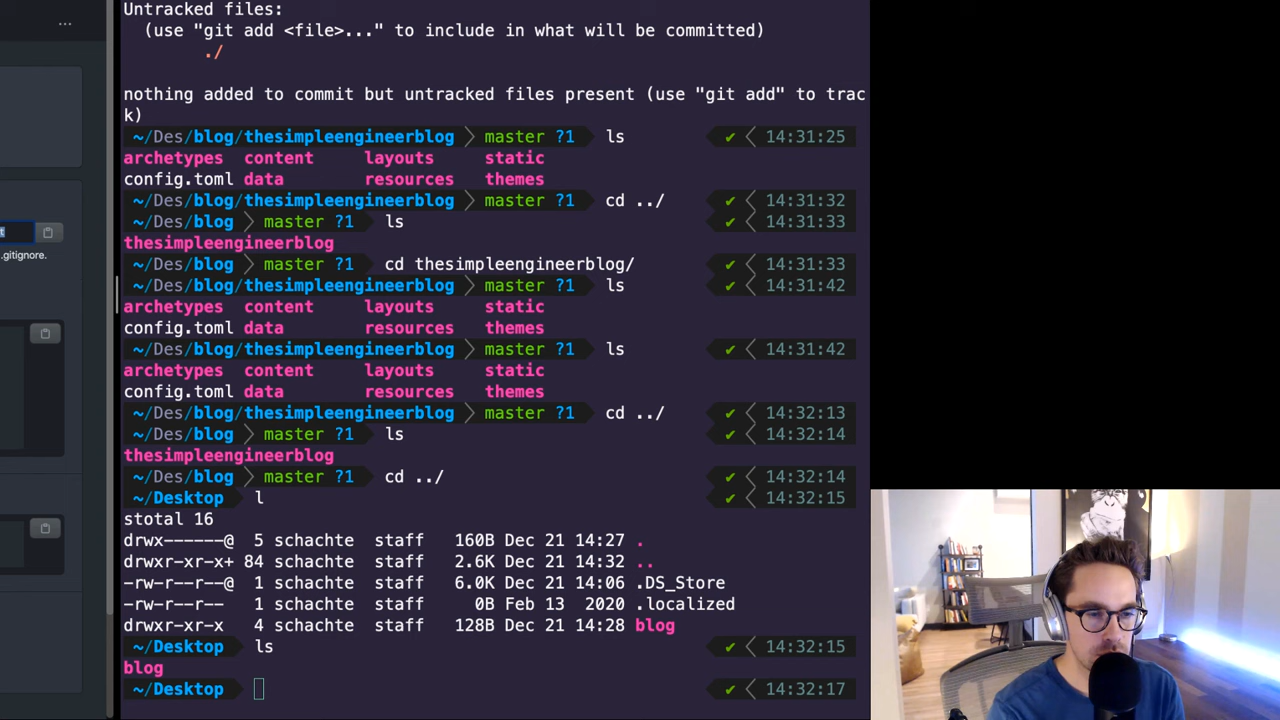 Untracked files:
(use "git add <file>..." to include in what will be committed)
./
nothing added to commit but untracked files present (use "git add" to trac
k)
~/Des/blog/thesimpleengineerblog master ?1 ls ✔ 14:31:25
archetypes content layouts static
config.toml data resources themes
~/Des/blog/thesimpleengineerblog master ?1 cd ../ ✔ 14:31:32
~/Des/blog master ?1 ls ✔ 14:31:33
thesimpleengineerblog
~/Des/blog master ?1 cd thesimpleengineerblog/ ✔ 14:31:33
~/Des/blog/thesimpleengineerblog master ?1 ls ✔ 14:31:42
archetypes content layouts static
config.toml data resources themes
~/Des/blog/thesimpleengineerblog master ?1 ls ✔ 14:31:42
archetypes content layouts static
config.toml data resources themes
~/Des/blog/thesimpleengineerblog master ?1 cd ../ ✔ 14:32:13
~/Des/blog master ?1 ls ✔ 14:32:14
thesimpleengineerblog
~/Des/blog master ?1 cd ../ ✔ 14:32:14
~/Desktop l ✔ 14:32:15
stotal 16
drwx------@ 5 schachte staff 160B Dec 21 14:27 .
drwxr-xr-x+ 84 schachte staff 2.6K Dec 21 14:32 ..
-rw-r--r--@ 1 schachte staff 6.0K Dec 21 14:06 .DS_Store
-rw-r--r-- 1 schachte staff 0B Feb 13 2020 .localized
drwxr-xr-x 4 schachte staff 128B Dec 21 14:28 blog
~/Desktop ls ✔ 14:32:15
blog
~/Desktop ✔ 14:32:17
t
.gitignore.